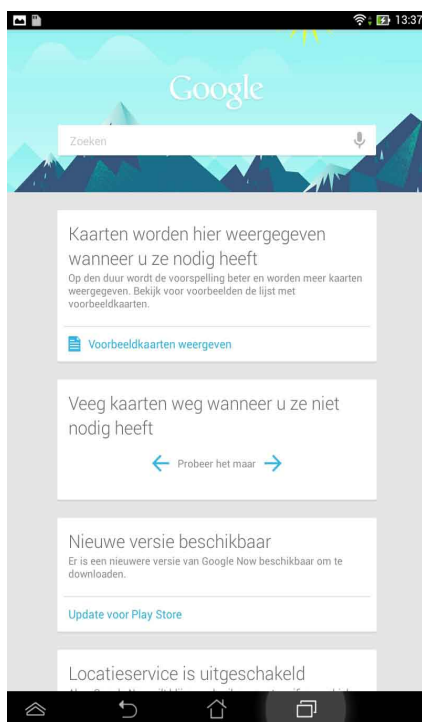 13:37
Google
Zoeken
Kaarten worden hier weergegeven
wanneer u ze nodig heeft
Op den duur wordt de voorspelling beter en worden meer kaarten
weergegeven. Bekijk voor voorbeelden de lijst met
voorbeeldkaarten.
Voorbeeldkaarten weergeven
Veeg kaarten weg wanneer u ze niet
nodig heeft
Probeer het maar
Nieuwe versie beschikbaar
Er is een nieuwere versie van Google Now beschikbaar om te
downloaden.
Update voor Play Store
Locatieservice is uitgeschakeld